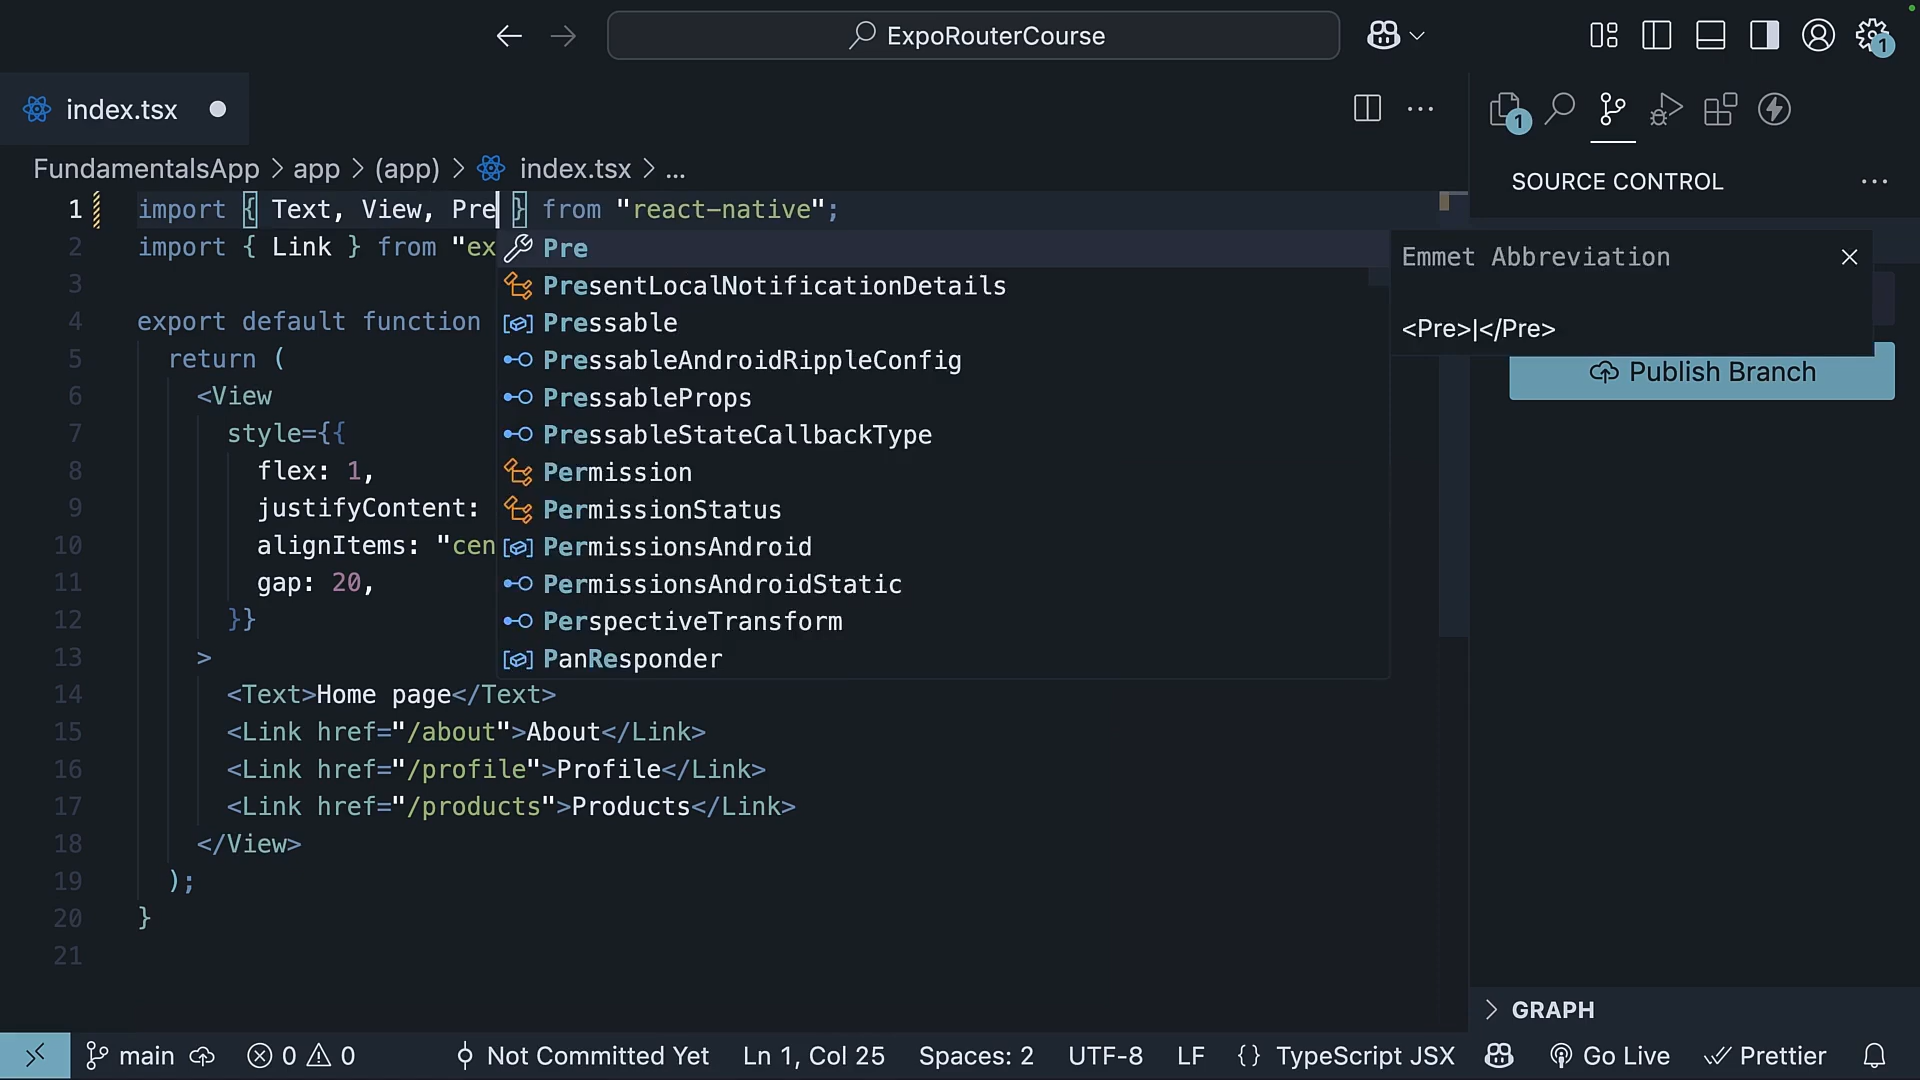 ExpoRouterCourse
1
index.tsx
1
FundamentalsApp > app > (app) > index.tsx > ...
SOURCE CONTROL
1 import { Text, View, Pre } from "react-native";
2 import { Link } from "ex
3
4 export default function
5 return (
6 <View
7 style={{
8 flex: 1,
9 justifyContent:
10 alignItems: "cen
11 gap: 20,
12 }}
13 >
14 <Text>Home page</Text>
15 <Link href="/about">About</Link>
16 <Link href="/profile">Profile</Link>
17 <Link href="/products">Products</Link>
18 </View>
19 );
20 }
21
Pre
PresentLocalNotificationDetails
Pressable
PressableAndroidRippleConfig
PressableProps
PressableStateCallbackType
Permission
PermissionStatus
PermissionsAndroid
PermissionsAndroidStatic
PerspectiveTransform
PanResponder
Emmet Abbreviation
<Pre>|</Pre>
Publish Branch
GRAPH
main 0 0 Not Committed Yet Ln 1, Col 25 Spaces: 2 UTF-8 LF {} TypeScript JSX Go Live Prettier